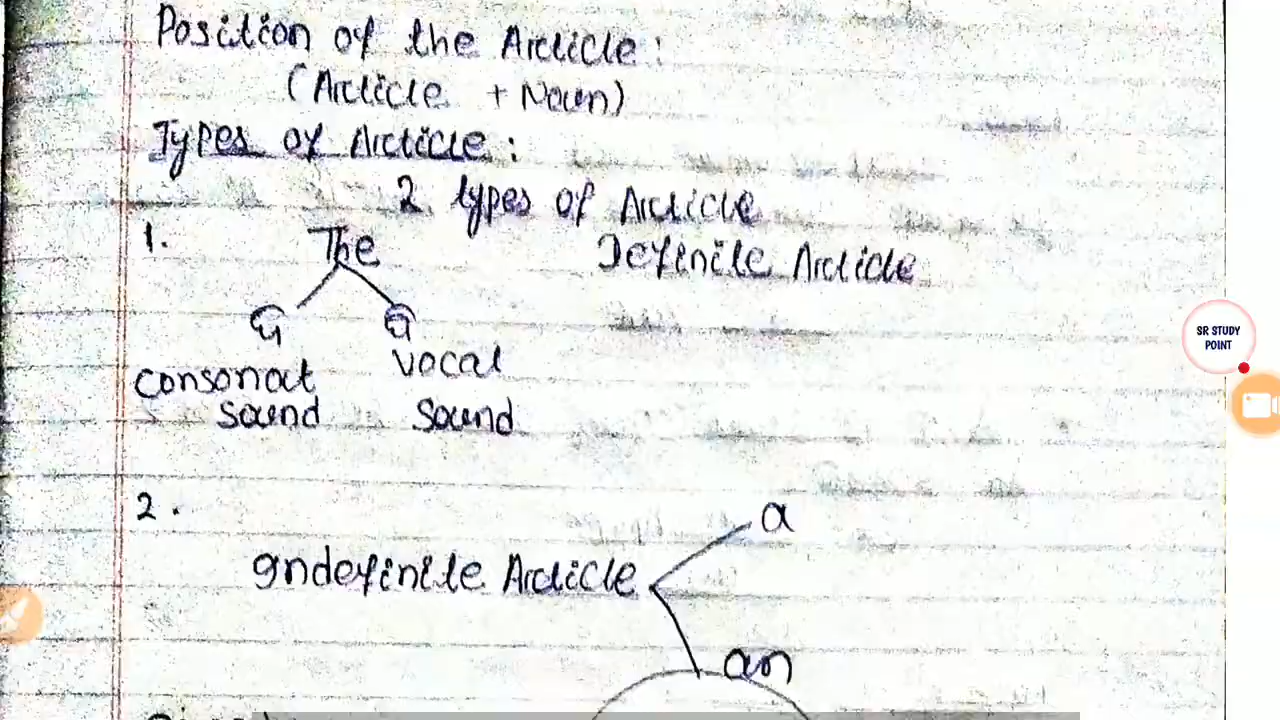 Position of the Article:
(Article + Noun)
Types of Article:
2 types of Article
1. The Definite Article
consonat vocal
sound sound
2.
a
indefinite Article
an
SR STUDY
POINT